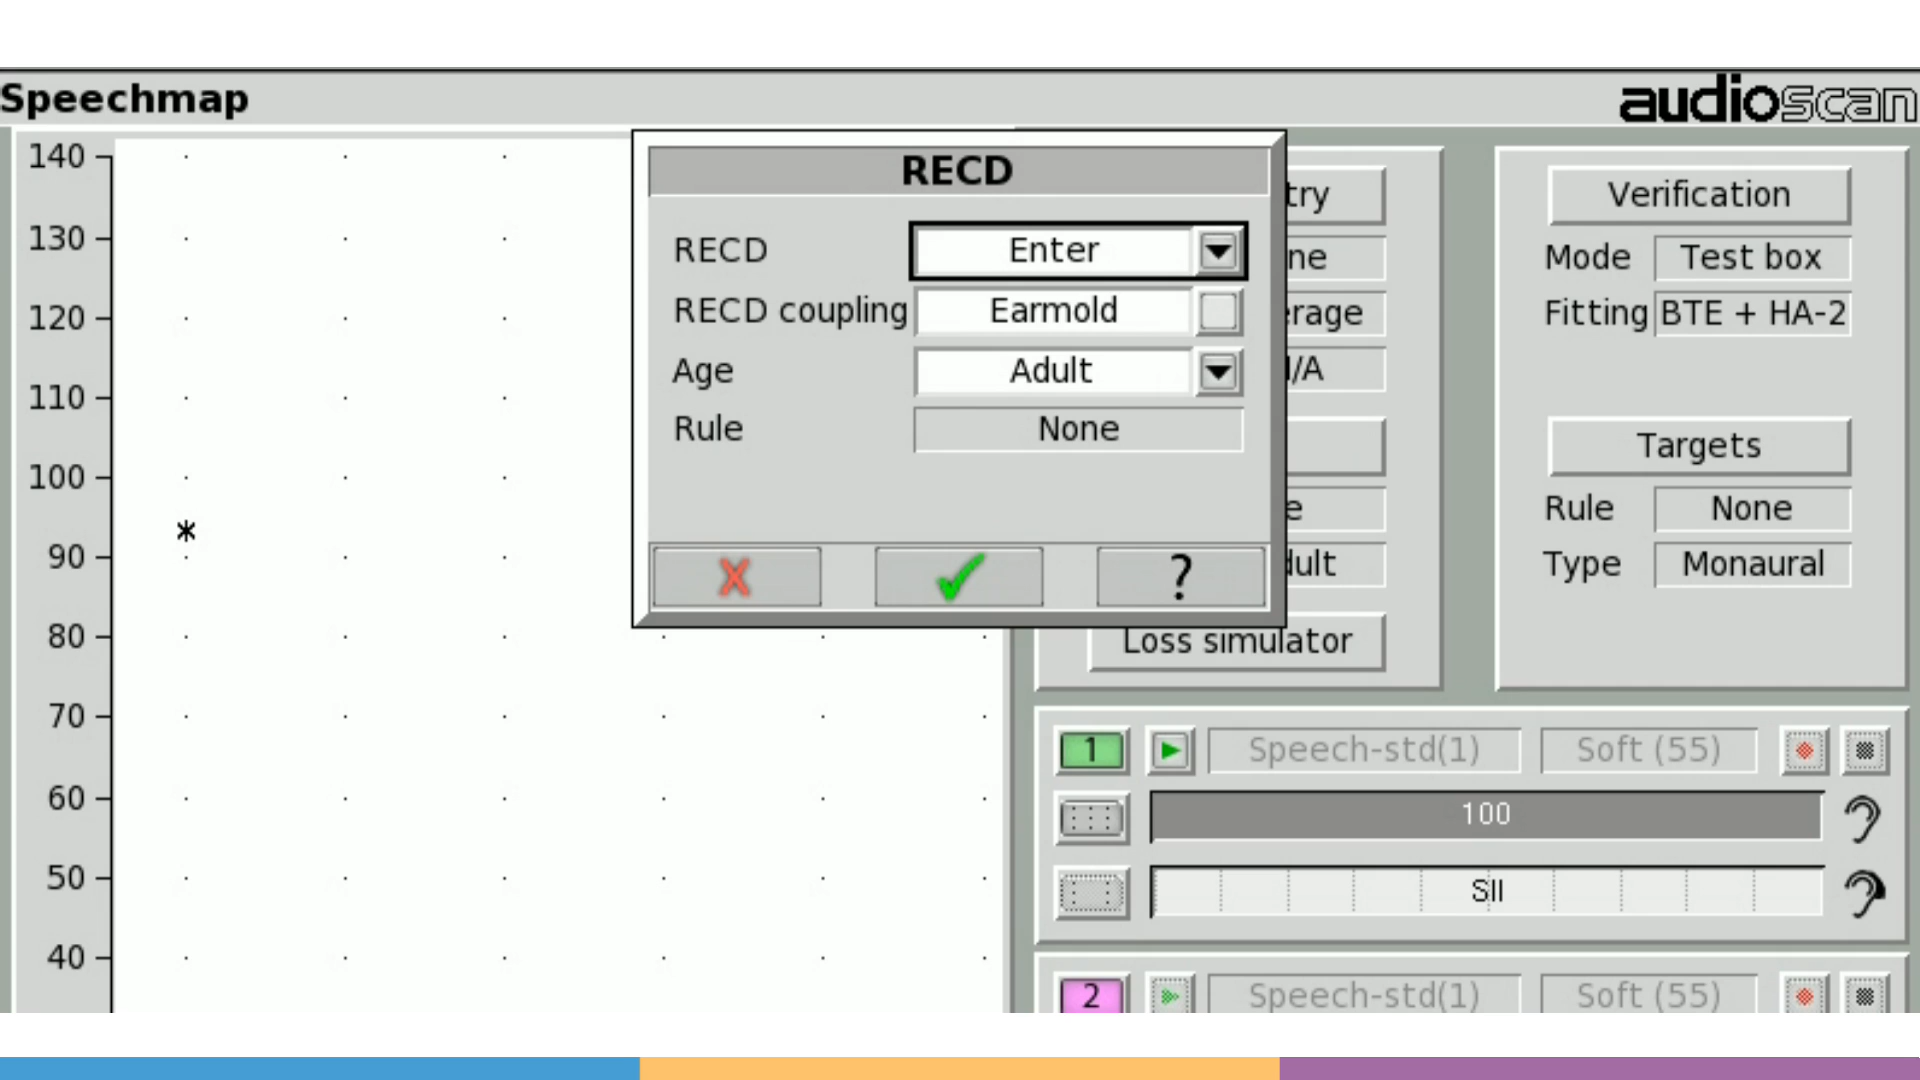 Speechmap
audioscan
140
130
120
110
100
90
80
70
60
50
40
RECD
RECD Enter
RECD coupling Earmold
Age Adult
Rule None
X ?
try
ne
rage
/A
e
dult
Loss simulator
Verification
Mode Test box
Fitting BTE + HA-2
Targets
Rule None
Type Monaural
1 Speech-std(1) Soft (55)
100
SII
2 Speech-std(1) Soft (55)